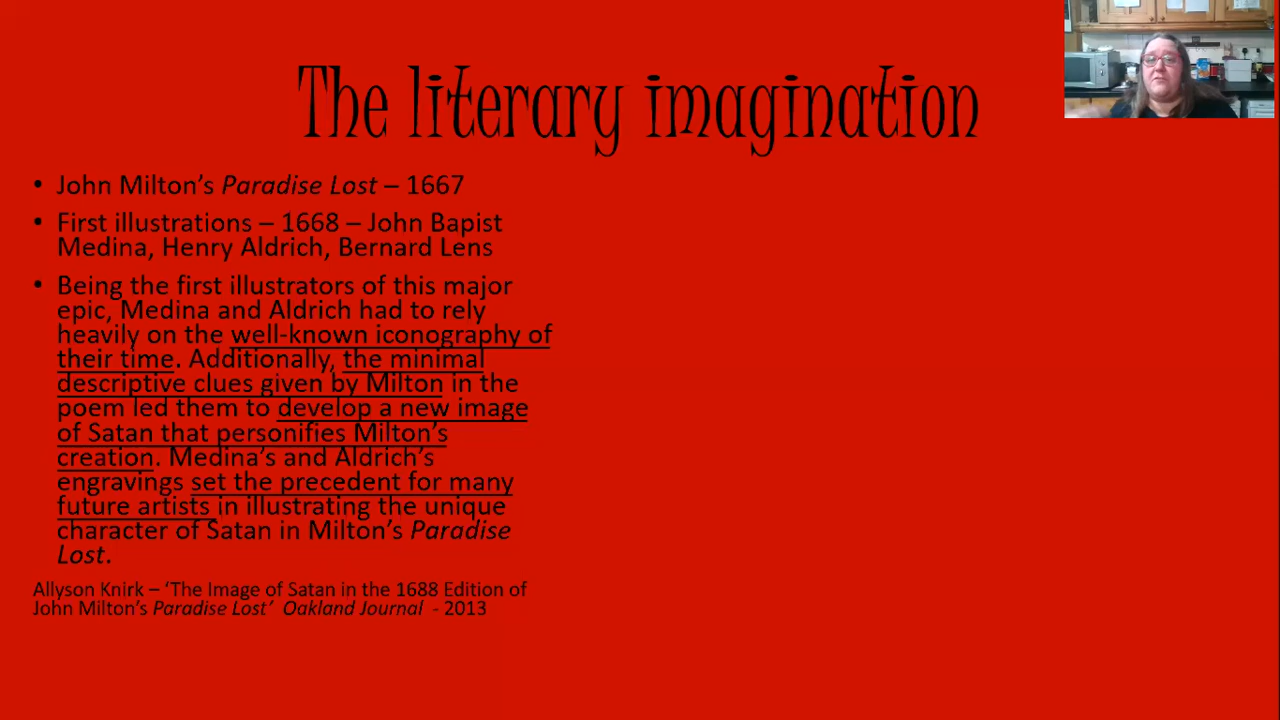 The literary imagination
• John Milton’s Paradise Lost – 1667
• First illustrations – 1668 – John Bapist
Medina, Henry Aldrich, Bernard Lens
• Being the first illustrators of this major
epic, Medina and Aldrich had to rely
heavily on the well-known iconography of
their time. Additionally, the minimal
descriptive clues given by Milton in the
poem led them to develop a new image
of Satan that personifies Milton’s
creation. Medina’s and Aldrich’s
engravings set the precedent for many
future artists in illustrating the unique
character of Satan in Milton’s Paradise
Lost.
Allyson Knirk – ‘The Image of Satan in the 1688 Edition of
John Milton’s Paradise Lost’ Oakland Journal - 2013